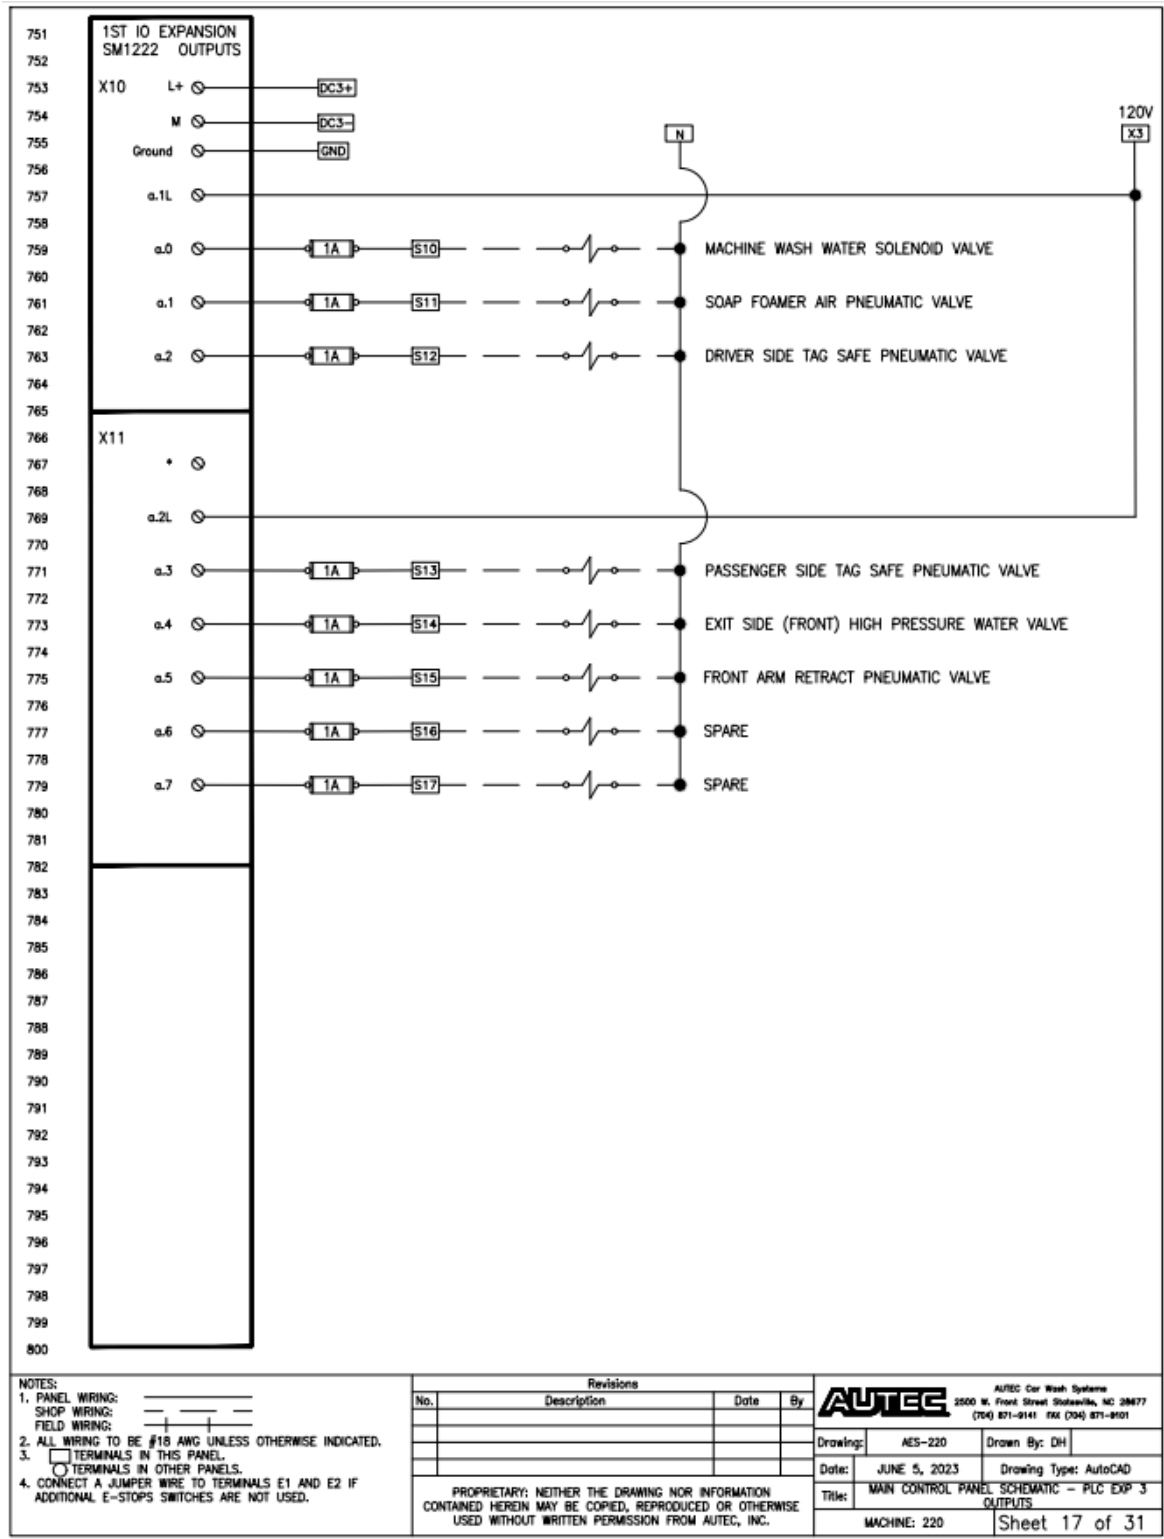 751
1ST IO EXPANSION
SM1222 OUTPUTS
752
753 X10 L+ DC3+
754 M DC3- 120V
755 Ground GND N X3
756
757 a.1L
758
759 a.0 1A S10 MACHINE WASH WATER SOLENOID VALVE
760
761 a.1 1A S11 SOAP FOAMER AIR PNEUMATIC VALVE
762
763 a.2 1A S12 DRIVER SIDE TAG SAFE PNEUMATIC VALVE
764
765
766 X11
767 *
768
769 a.2L
770
771 a.3 1A S13 PASSENGER SIDE TAG SAFE PNEUMATIC VALVE
772
773 a.4 1A S14 EXIT SIDE (FRONT) HIGH PRESSURE WATER VALVE
774
775 a.5 1A S15 FRONT ARM RETRACT PNEUMATIC VALVE
776
777 a.6 1A S16 SPARE
778
779 a.7 1A S17 SPARE
780
781
782
783
784
785
786
787
788
789
790
791
792
793
794
795
796
797
798
799
800
NOTES:
1. PANEL WIRING:
SHOP WIRING:
FIELD WIRING:
2. ALL WIRING TO BE #18 AWG UNLESS OTHERWISE INDICATED.
3. TERMINALS IN THIS PANEL.
TERMINALS IN OTHER PANELS.
4. CONNECT A JUMPER WIRE TO TERMINALS E1 AND E2 IF
ADDITIONAL E-STOPS SWITCHES ARE NOT USED.
Revisions
No. Description Date By
PROPRIETARY: NEITHER THE DRAWING NOR INFORMATION
CONTAINED HEREIN MAY BE COPIED, REPRODUCED OR OTHERWISE
USED WITHOUT WRITTEN PERMISSION FROM AUTEC, INC.
AUTEC
AUTEC Car Wash Systems
2500 W. Front Street Statesville, NC 28677
(704) 871-9141 FAX (704) 871-9101
Drawing: AES-220 Drawn By: DH
Date: JUNE 5, 2023 Drawing Type: AutoCAD
Title: MAIN CONTROL PANEL SCHEMATIC - PLC EXP 3
OUTPUTS
MACHINE: 220 Sheet 17 of 31